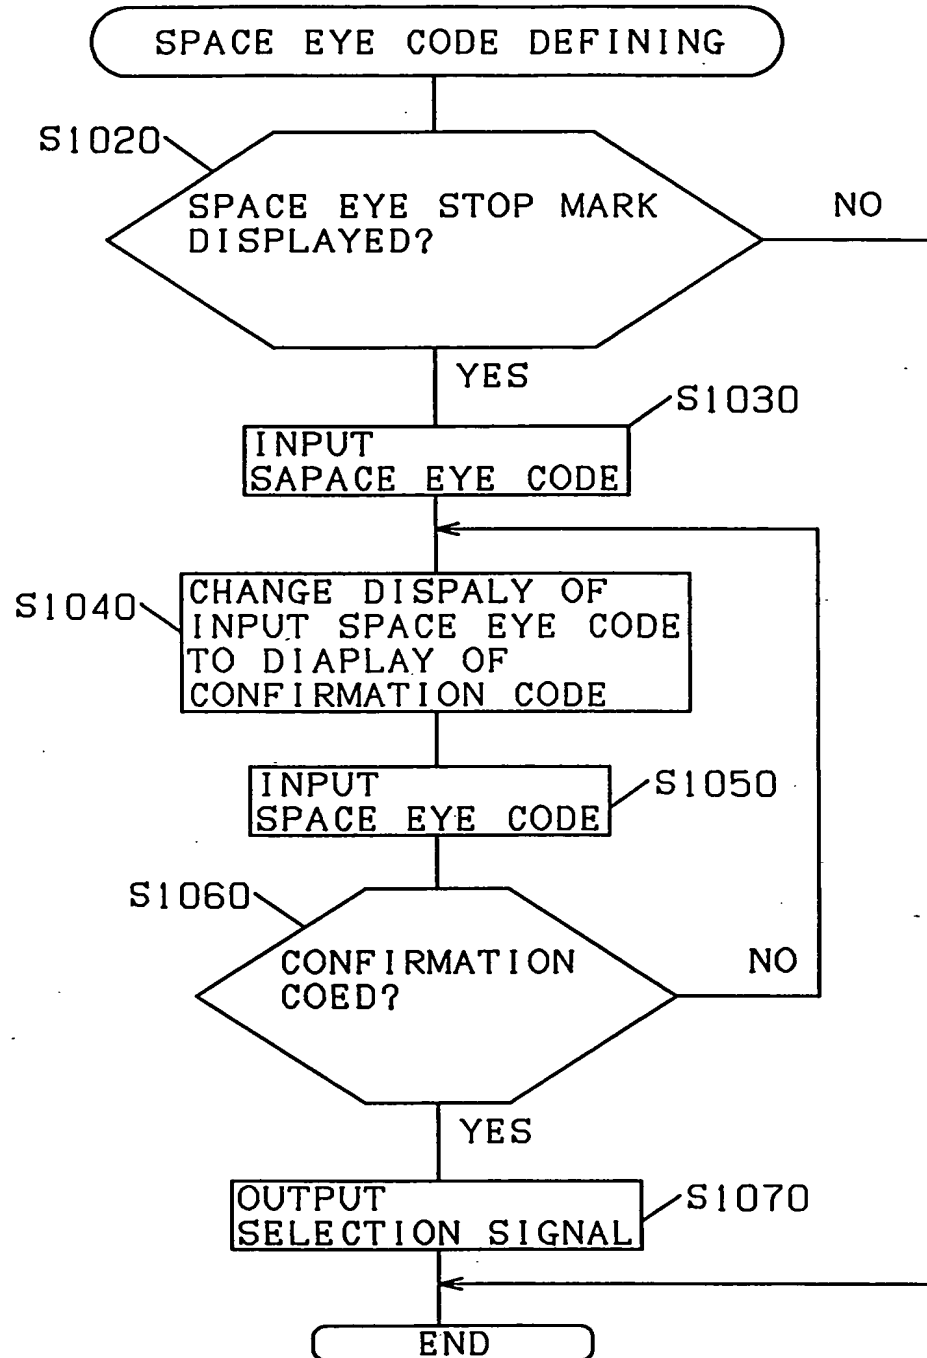 SPACE EYE CODE DEFINING
S1020
SPACE EYE STOP MARK
DISPLAYED?
NO
YES
S1030
INPUT
SAPACE EYE CODE
S1040
CHANGE DISPALY OF
INPUT SPACE EYE CODE
TO DIAPLAY OF
CONFIRMATION CODE
INPUT
SPACE EYE CODE
S1050
S1060
CONFIRMATION
COED?
NO
YES
OUTPUT
SELECTION SIGNAL
S1070
END